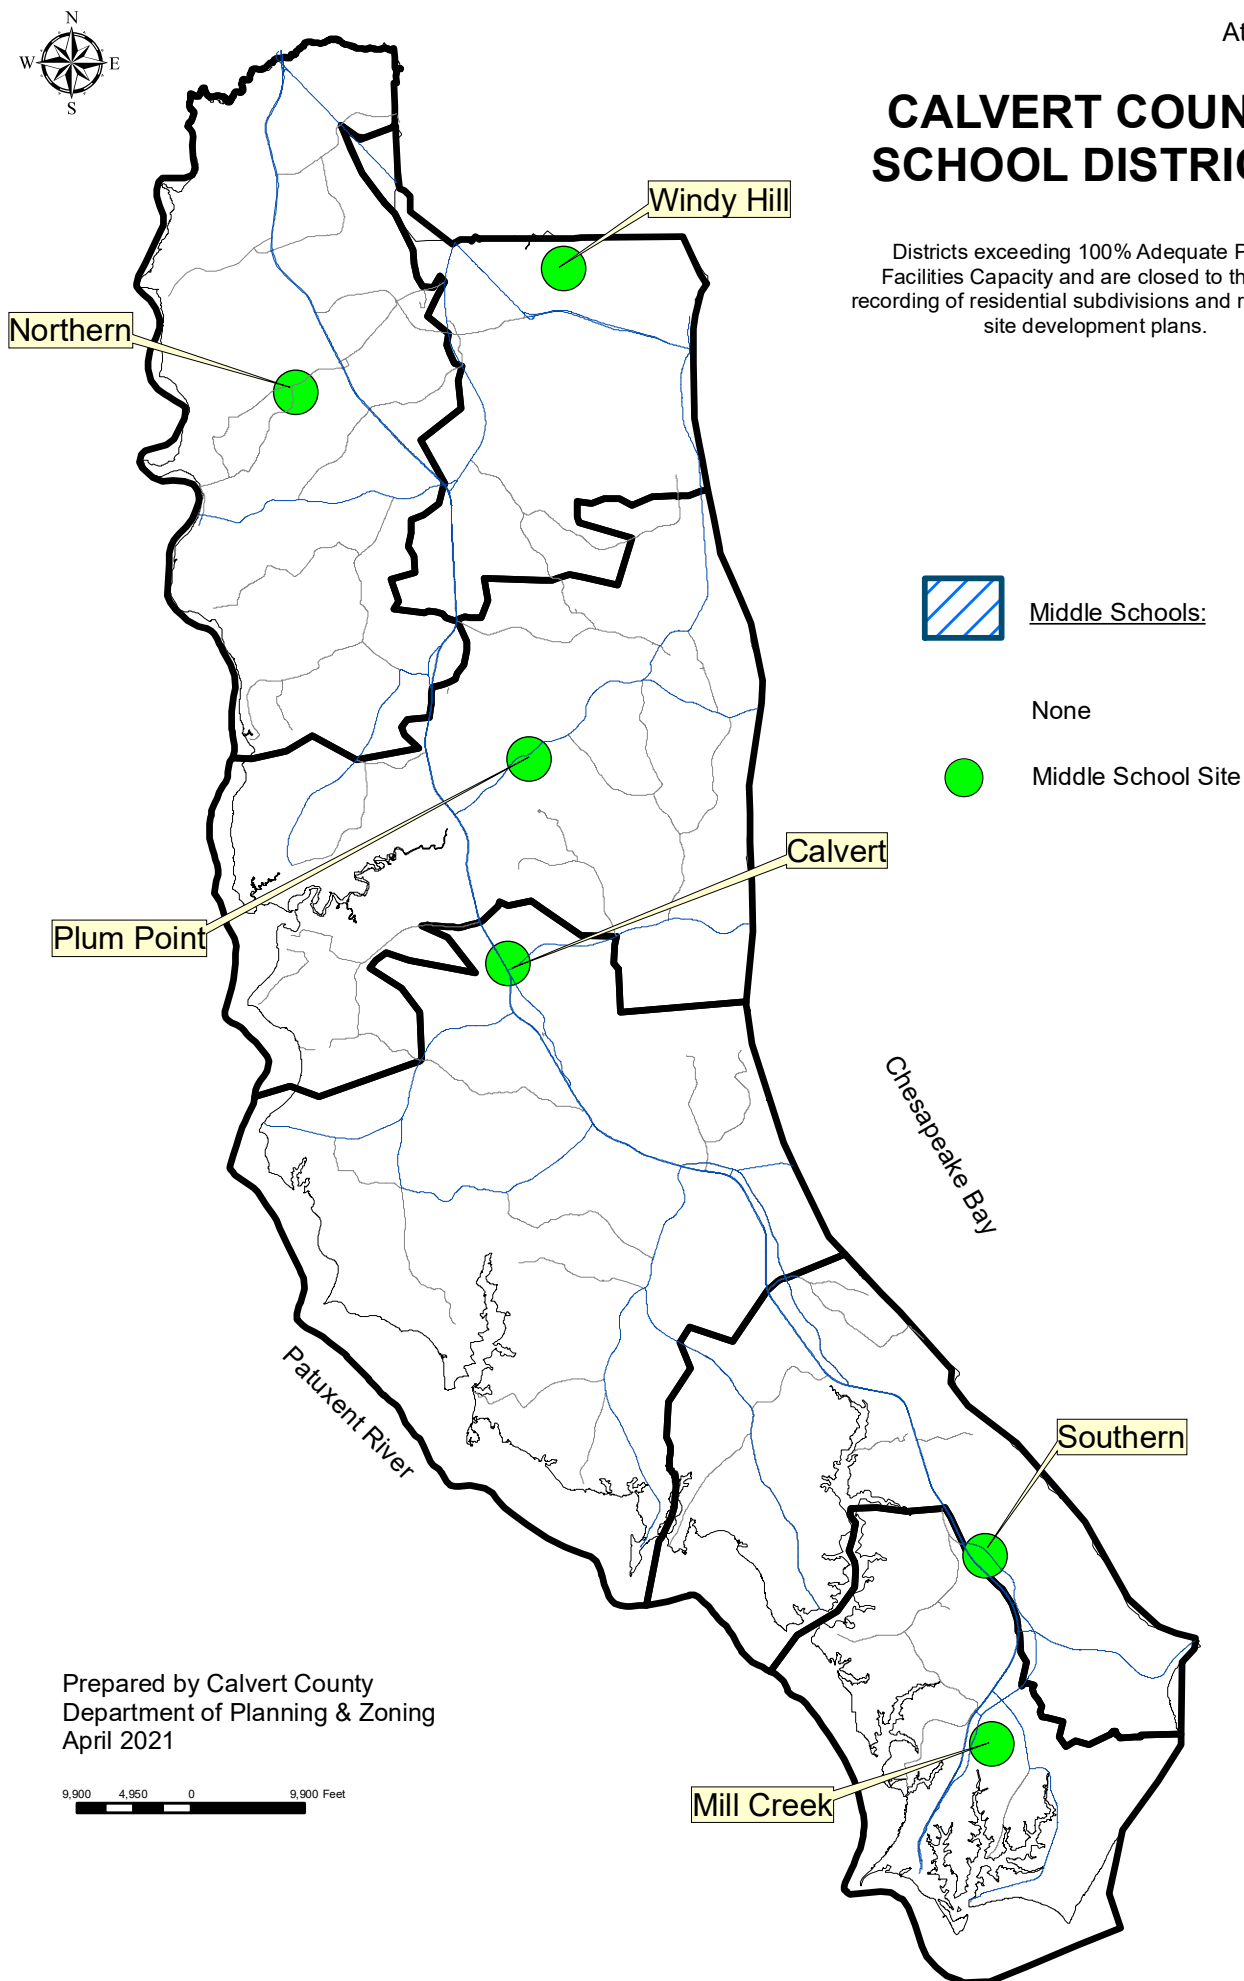 N
W E
S
At
CALVERT COUN
SCHOOL DISTRI
Districts exceeding 100% Adequate
Facilities Capacity and are closed to th
recording of residential subdivisions and r
site development plans.
Windy Hill
Northern
Middle Schools:
None
Middle School Site
Calvert
Plum Point
Chesapeake Bay
Patuxent River
Southern
Prepared by Calvert County
Department of Planning & Zoning
April 2021
9,900 4,950 0 9,900 Feet
Mill Creek